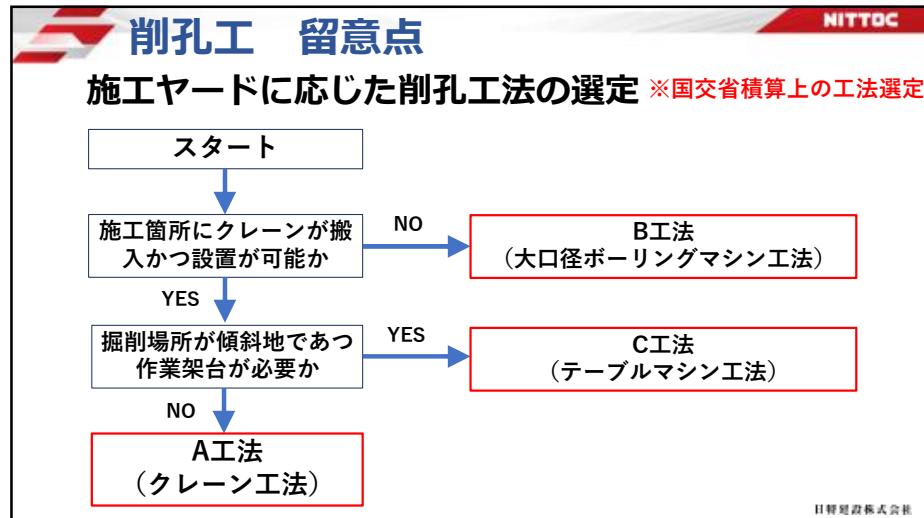 NITTOC
削孔工　留意点
施工ヤードに応じた削孔工法の選定 ※国交省積算上の工法選定
スタート
施工箇所にクレーンが搬
入かつ設置が可能か
NO
B工法
（大口径ボーリングマシン工法）
YES
掘削場所が傾斜地であつ
作業架台が必要か
YES
C工法
（テーブルマシン工法）
NO
A工法
（クレーン工法）
日特建設株式会社